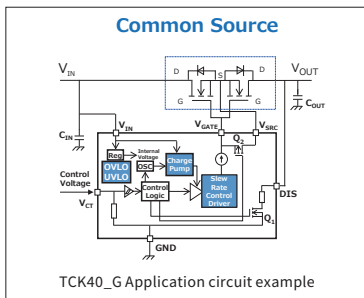 Common Source
D S D
VIN VOUT
G G
COUT
CIN
VIN VGATE VSRC
Q2
Reg Internal Voltage
OSC Charge Pump
OVLO
UVLO
Control Voltage
Control Logic
Slew Rate Control Driver
DIS
VCT
Q1
GND
TCK40_G Application circuit example